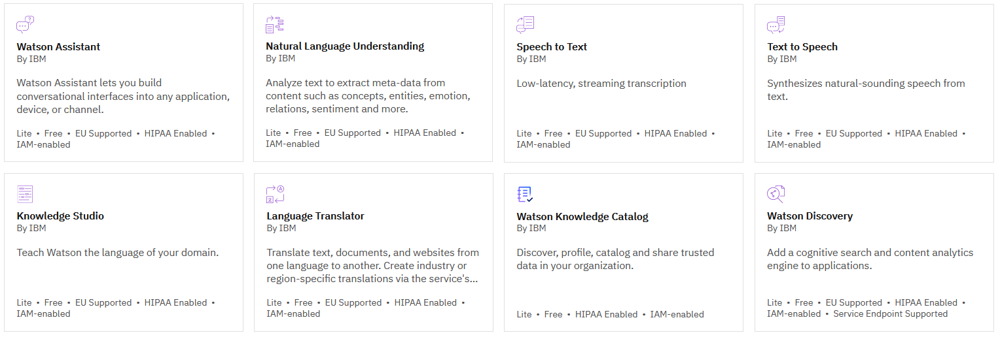 Watson Assistant
By IBM
Watson Assistant lets you build
conversational interfaces into any application,
device, or channel.
Lite • Free • EU Supported • HIPAA Enabled •
IAM-enabled
Natural Language Understanding
By IBM
Analyze text to extract meta-data from
content such as concepts, entities, emotion,
relations, sentiment and more.
Lite • Free • EU Supported • HIPAA Enabled •
IAM-enabled
Speech to Text
By IBM
Low-latency, streaming transcription
Lite • Free • EU Supported • HIPAA Enabled •
IAM-enabled
Text to Speech
By IBM
Synthesizes natural-sounding speech from
text.
Lite • Free • EU Supported • HIPAA Enabled •
IAM-enabled
Knowledge Studio
By IBM
Teach Watson the language of your domain.
Lite • Free • EU Supported • HIPAA Enabled •
IAM-enabled
Language Translator
By IBM
Translate text, documents, and websites from
one language to another. Create industry or
region-specific translations via the service's...
Lite • Free • EU Supported • HIPAA Enabled •
IAM-enabled
Watson Knowledge Catalog
By IBM
Discover, profile, catalog and share trusted
data in your organization.
Lite • Free • HIPAA Enabled • IAM-enabled
Watson Discovery
By IBM
Add a cognitive search and content analytics
engine to applications.
Lite • Free • EU Supported • HIPAA Enabled •
IAM-enabled • Service Endpoint Supported